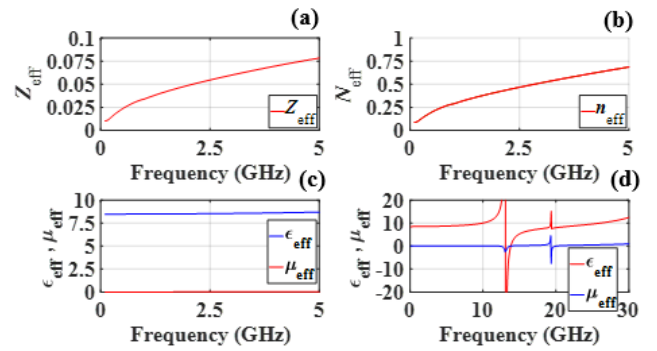 (a)
0.1
0.075
0.05
0.025
0
Z_eff
Z_eff
0 2.5 5
Frequency (GHz)
(b)
1
0.75
0.5
0.25
0
N_eff
n_eff
0 2.5 5
Frequency (GHz)
(c)
10
7.5
5
2.5
0
ϵ_eff , μ_eff
ϵ_eff
μ_eff
0 2.5 5
Frequency (GHz)
(d)
20
10
0
-10
-20
ϵ_eff , μ_eff
ϵ_eff
μ_eff
0 10 20 30
Frequency (GHz)